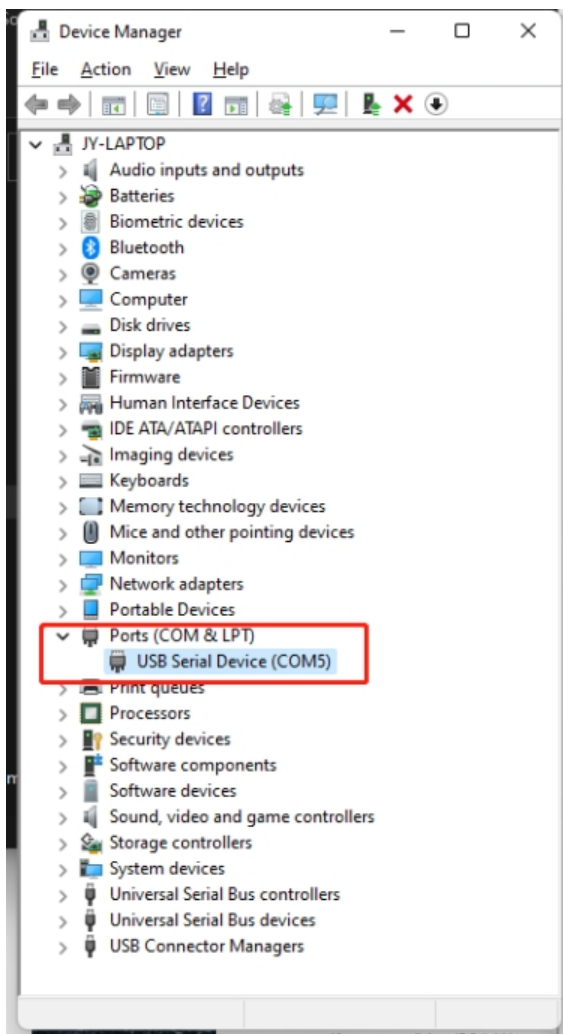 Device Manager
File Action View Help
JY-LAPTOP
Audio inputs and outputs
Batteries
Biometric devices
Bluetooth
Cameras
Computer
Disk drives
Display adapters
Firmware
Human Interface Devices
IDE ATA/ATAPI controllers
Imaging devices
Keyboards
Memory technology devices
Mice and other pointing devices
Monitors
Network adapters
Portable Devices
Ports (COM & LPT)
USB Serial Device (COM5)
Print queues
Processors
Security devices
Software components
Software devices
Sound, video and game controllers
Storage controllers
System devices
Universal Serial Bus controllers
Universal Serial Bus devices
USB Connector Managers